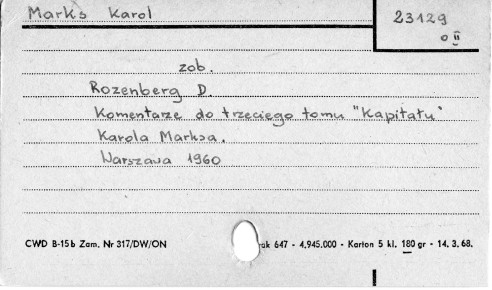 Marks Karol
23129
o II
zob.
Rozenberg D.
Komentarze do trzeciego tomu "Kapitału"
Karola Marksa.
Warszawa 1960
CWD B-15b Zam. Nr 317/DW/ON ak 647 - 4,945.000 - Karton 5 kl. 180 gr - 14. 3. 68.